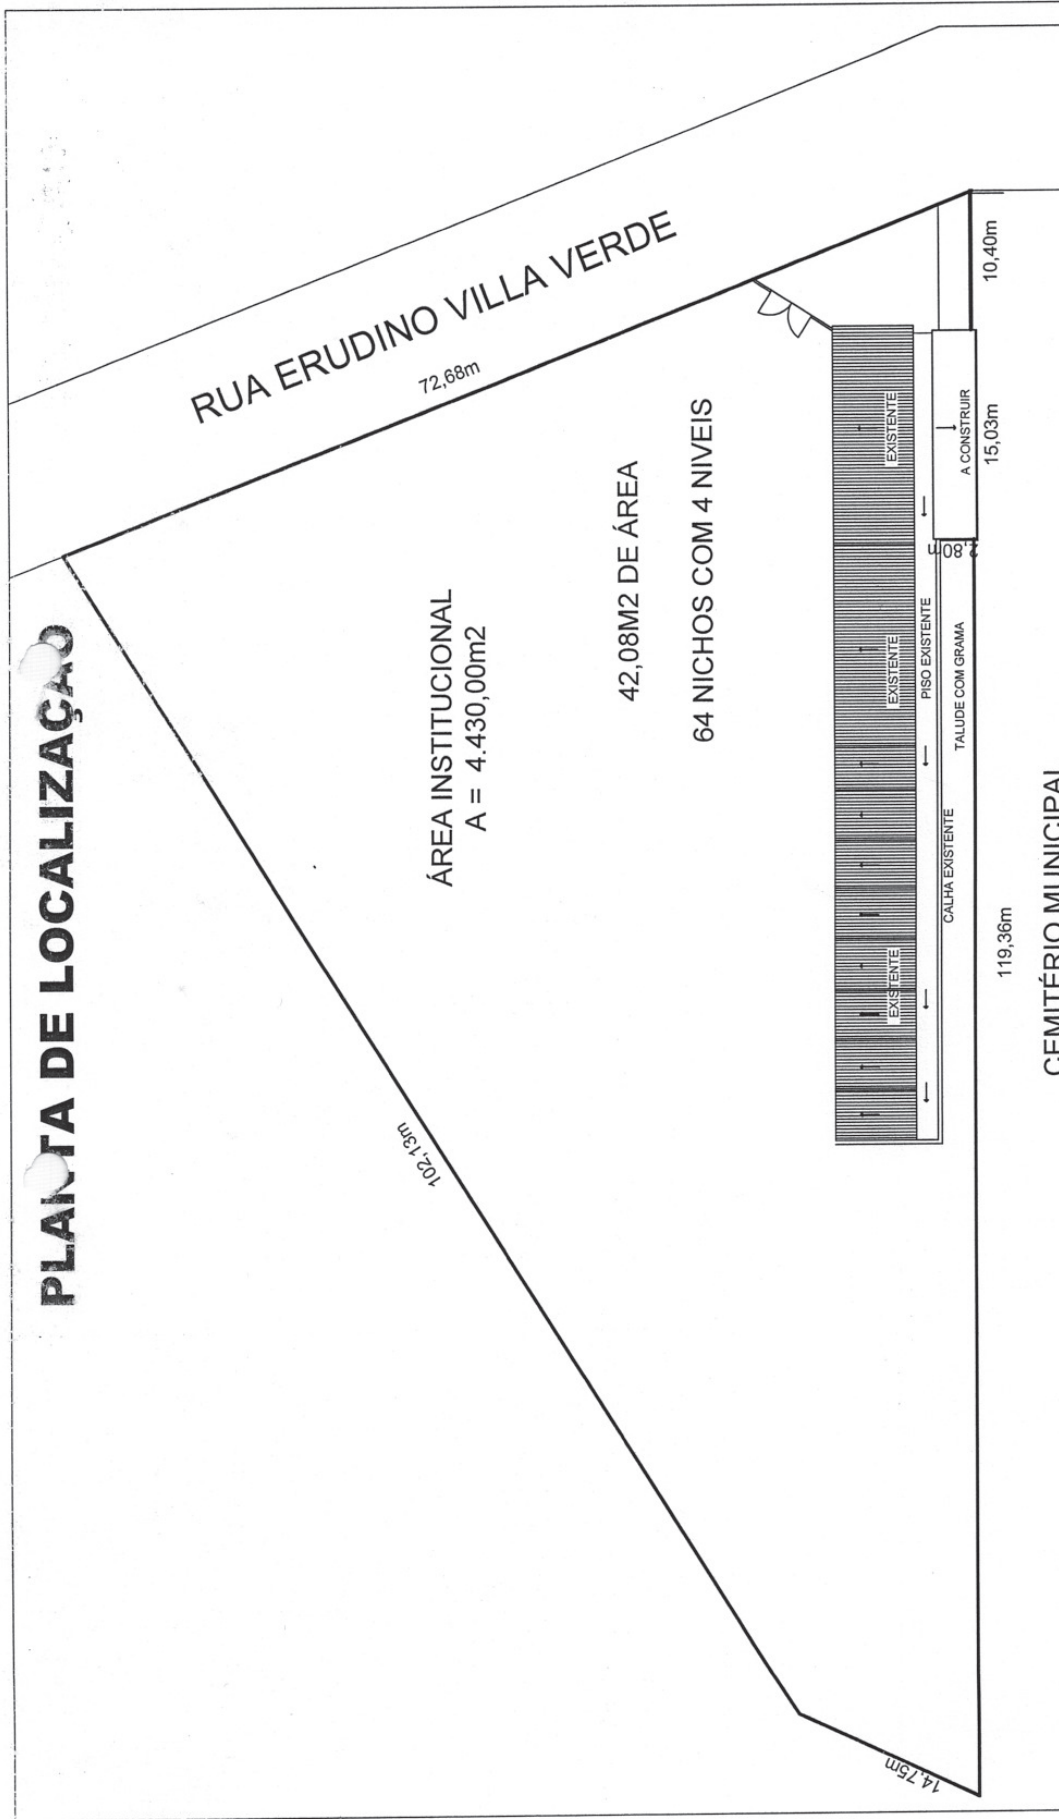 PLANTA DE LOCALIZAÇÃO
RUA ERUDINO VILLA VERDE
72,68m
ÁREA INSTITUCIONAL
A = 4.430,00m2
42,08M2 DE ÁREA
64 NICHOS COM 4 NIVEIS
102,13m
14,75m
EXISTENTE
EXISTENTE
EXISTENTE
PISO EXISTENTE
CALHA EXISTENTE
TALUDE COM GRAMA
2,80m
A CONSTRUIR
15,03m
10,40m
119,36m
CEMITÉRIO MUNICIPAL